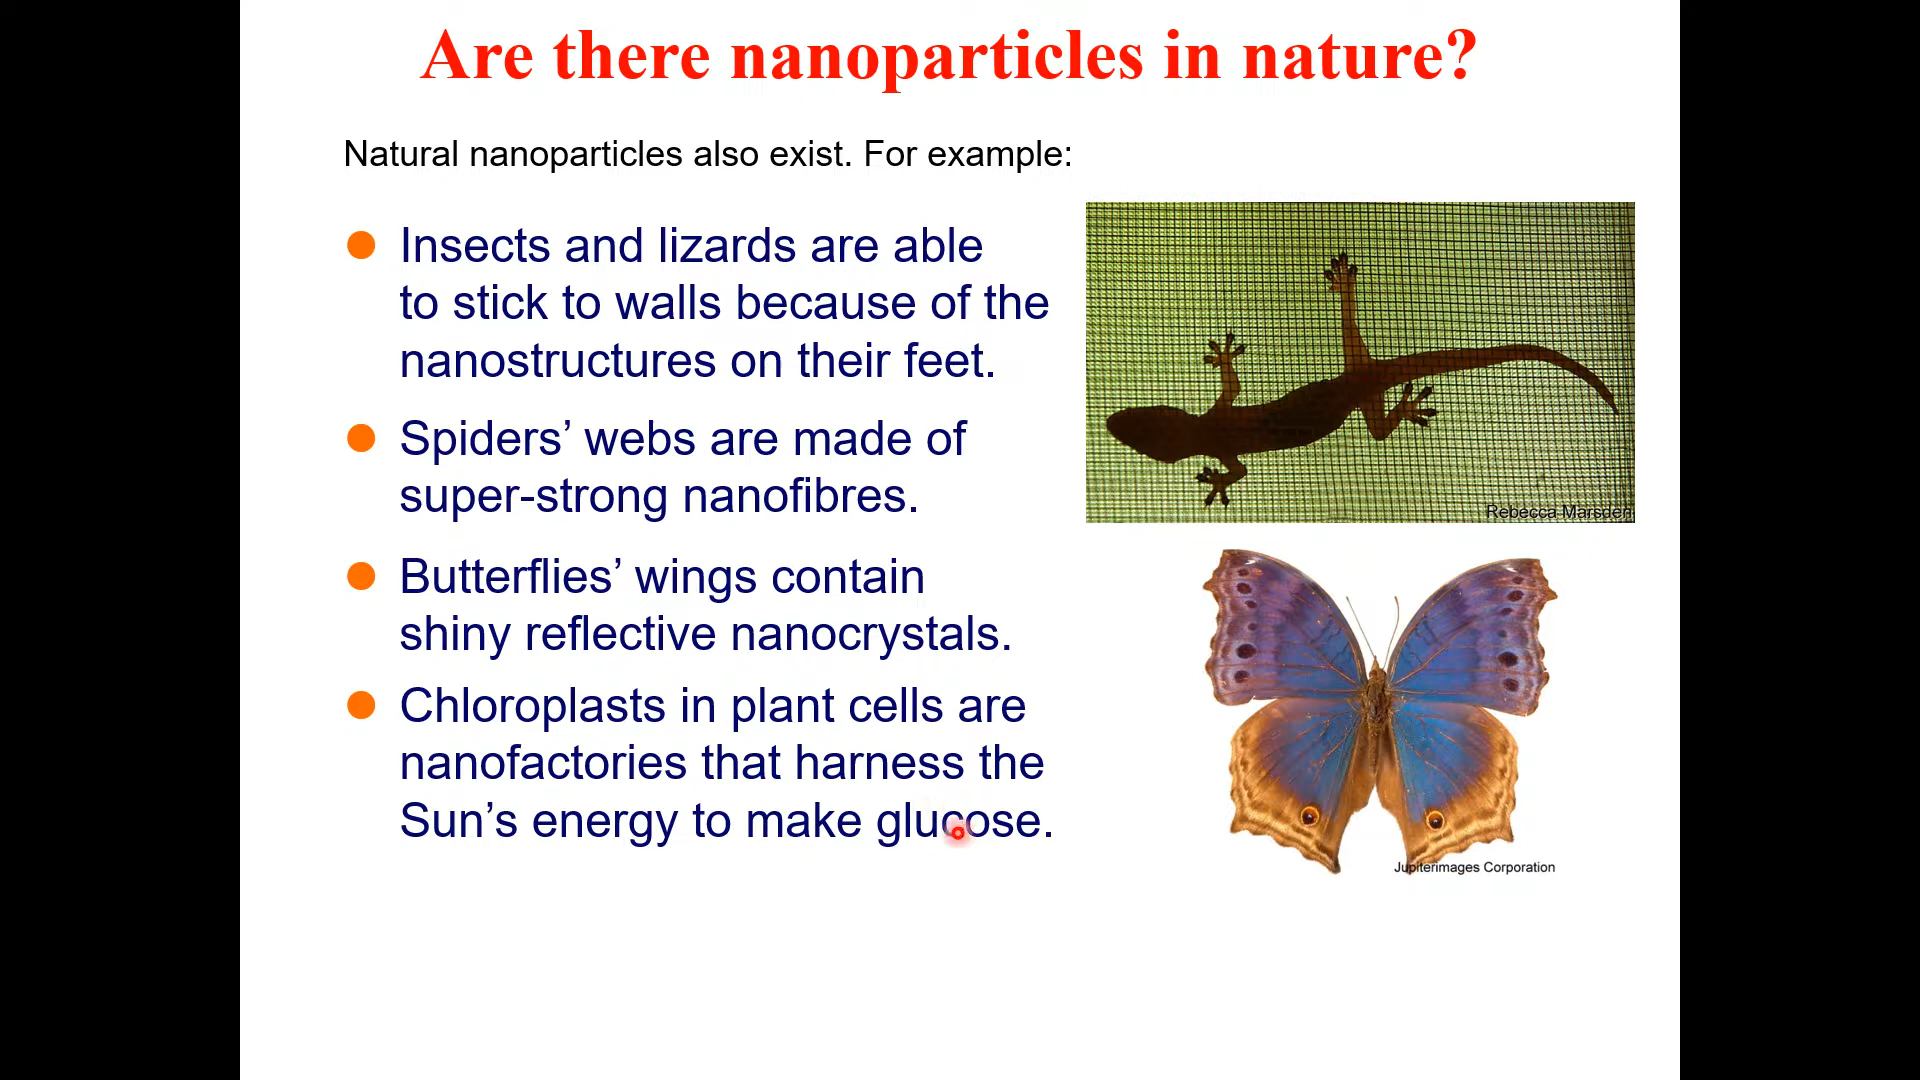 Are there nanoparticles in nature?
Natural nanoparticles also exist. For example:
Insects and lizards are able
to stick to walls because of the
nanostructures on their feet.
Spiders’ webs are made of
super-strong nanofibres.
Butterflies’ wings contain
shiny reflective nanocrystals.
Chloroplasts in plant cells are
nanofactories that harness the
Sun’s energy to make glucose.
Rebecca Marsden
Jupiterimages Corporation